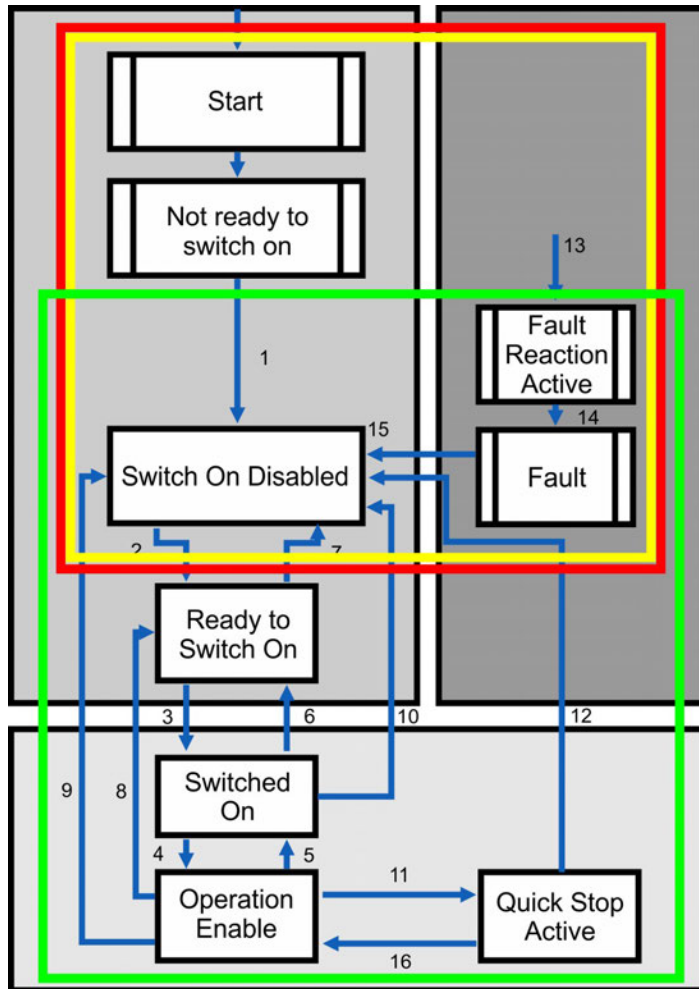 Start
Not ready to
switch on
13
Fault
Reaction
Active
1
14
15
Switch On Disabled
Fault
2
7
Ready to
Switch On
3
6
10
12
Switched
On
9
8
4
5
11
Operation
Enable
Quick Stop
Active
16